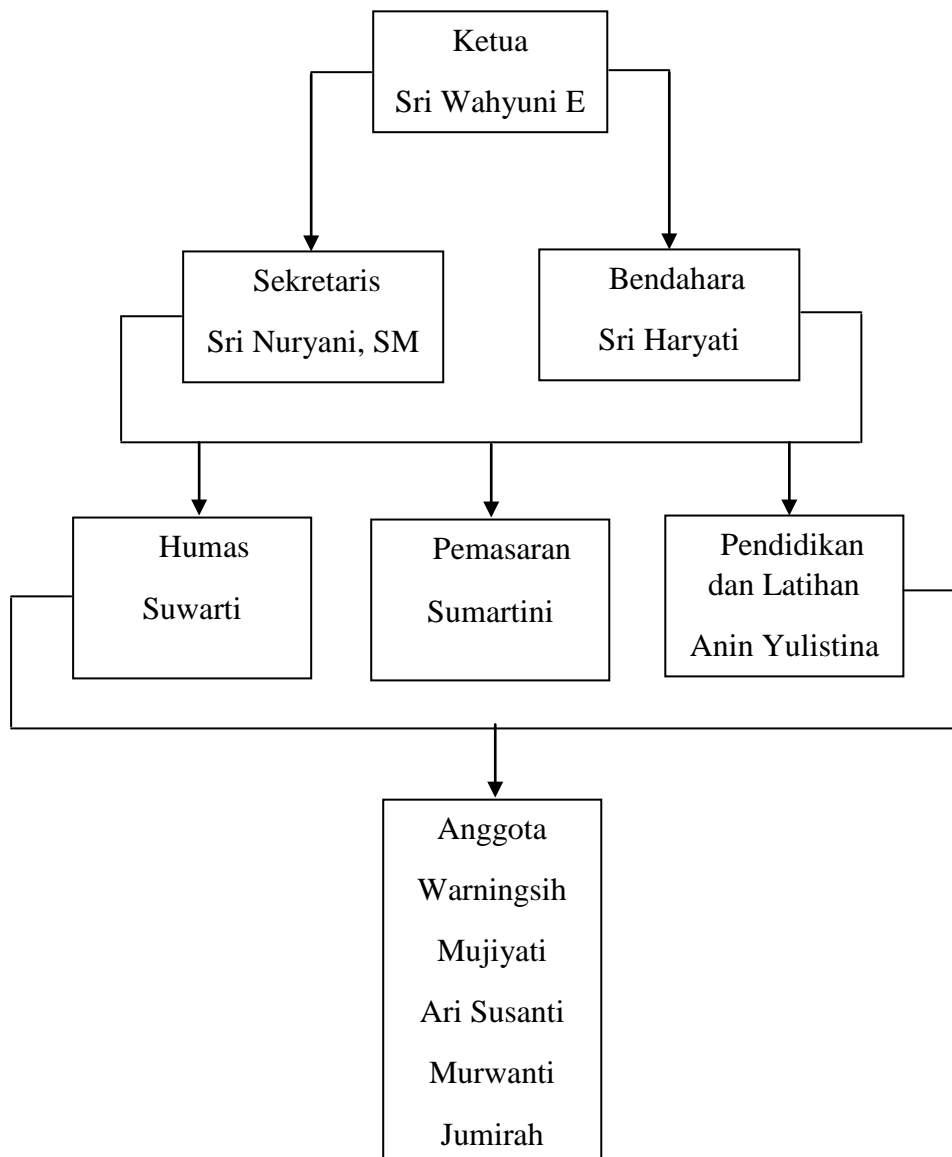 Ketua
Sri Wahyuni E
Sekretaris
Sri Nuryani, SM
Bendahara
Sri Haryati
Humas
Suwarti
Pemasaran
Sumartini
Pendidikan
dan Latihan
Anin Yulistina
Anggota
Warningsih
Mujiyati
Ari Susanti
Murwanti
Jumirah